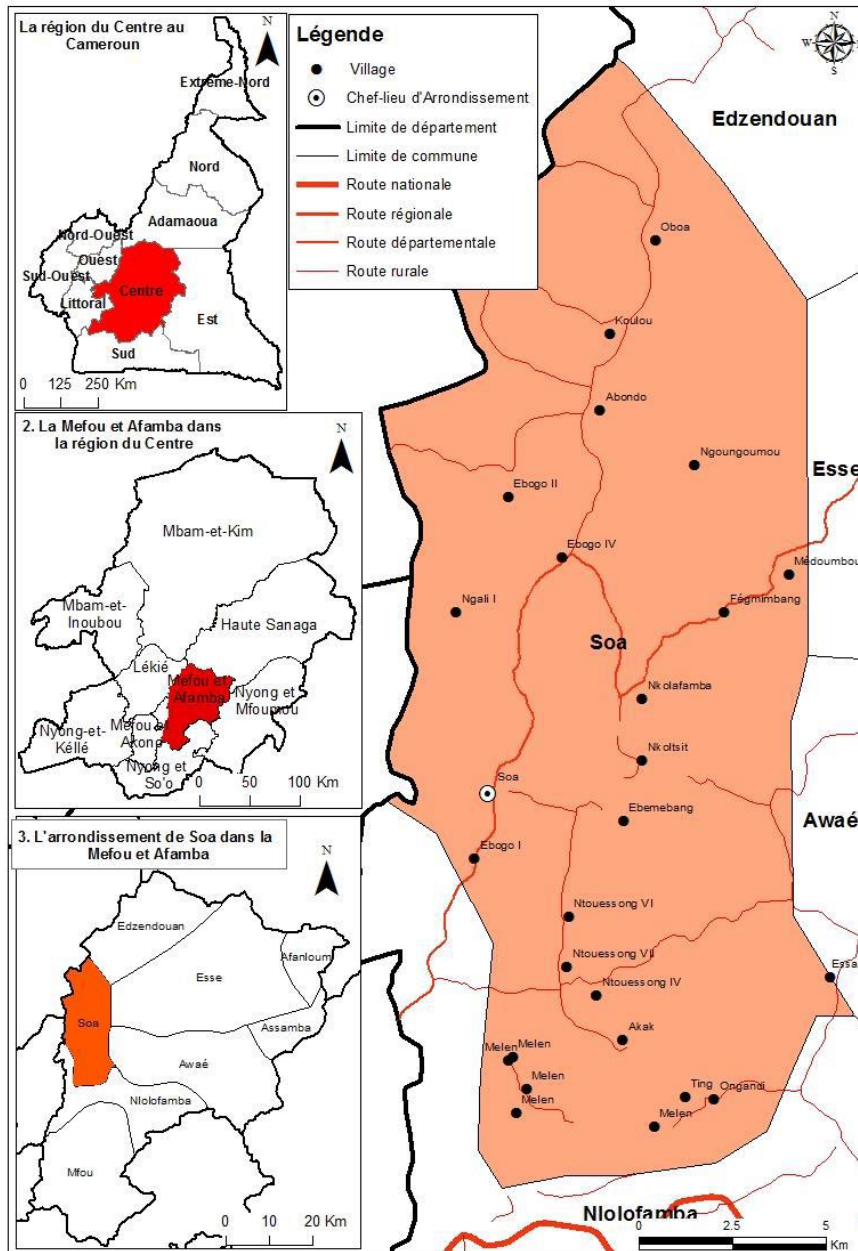 La région du Centre au
Cameroun
N
Extrême-Nord
Nord
Adamaoua
Nord-Ouest
Ouest
Sud-Ouest
Littoral
Centre
Est
Sud
0 125 250 Km
2. La Mefou et Afamba dans
la région du Centre
N
Mbam-et-Kim
Mbam-et-
Inoubou
Haute Sanaga
Lékié
Mefou et
Afamba
Nyong et
Mfoumou
Nyong-et-
Kéllé
Mefou et
Akono
Nyong et
So'o
0 50 100 Km
3. L'arrondissement de Soa dans la
Mefou et Afamba
N
Edzendouan
Afanloum
Esse
Soa
Assamba
Awaé
Nlolofamba
Mfou
0 10 20 Km
Légende
Village
Chef-lieu d'Arrondissement
Limite de département
Limite de commune
Route nationale
Route régionale
Route départementale
Route rurale
N
W
E
S
Edzendouan
Oboa
Koulou
Abondo
Ngoungoumou
Esse
Ebogo II
Ebogo IV
Médoumbou
Ngali I
Fégmimbang
Soa
Nkolafamba
Nkoltsit
Soa
Ebemebang
Awaé
Ebogo I
Ntouessong VI
Ntouessong VII
Essa
Ntouessong IV
Akak
Melen
Melen
Melen
Melen
Ting
Ongandi
Melen
Nlolofamba
0 2.5 5
Km